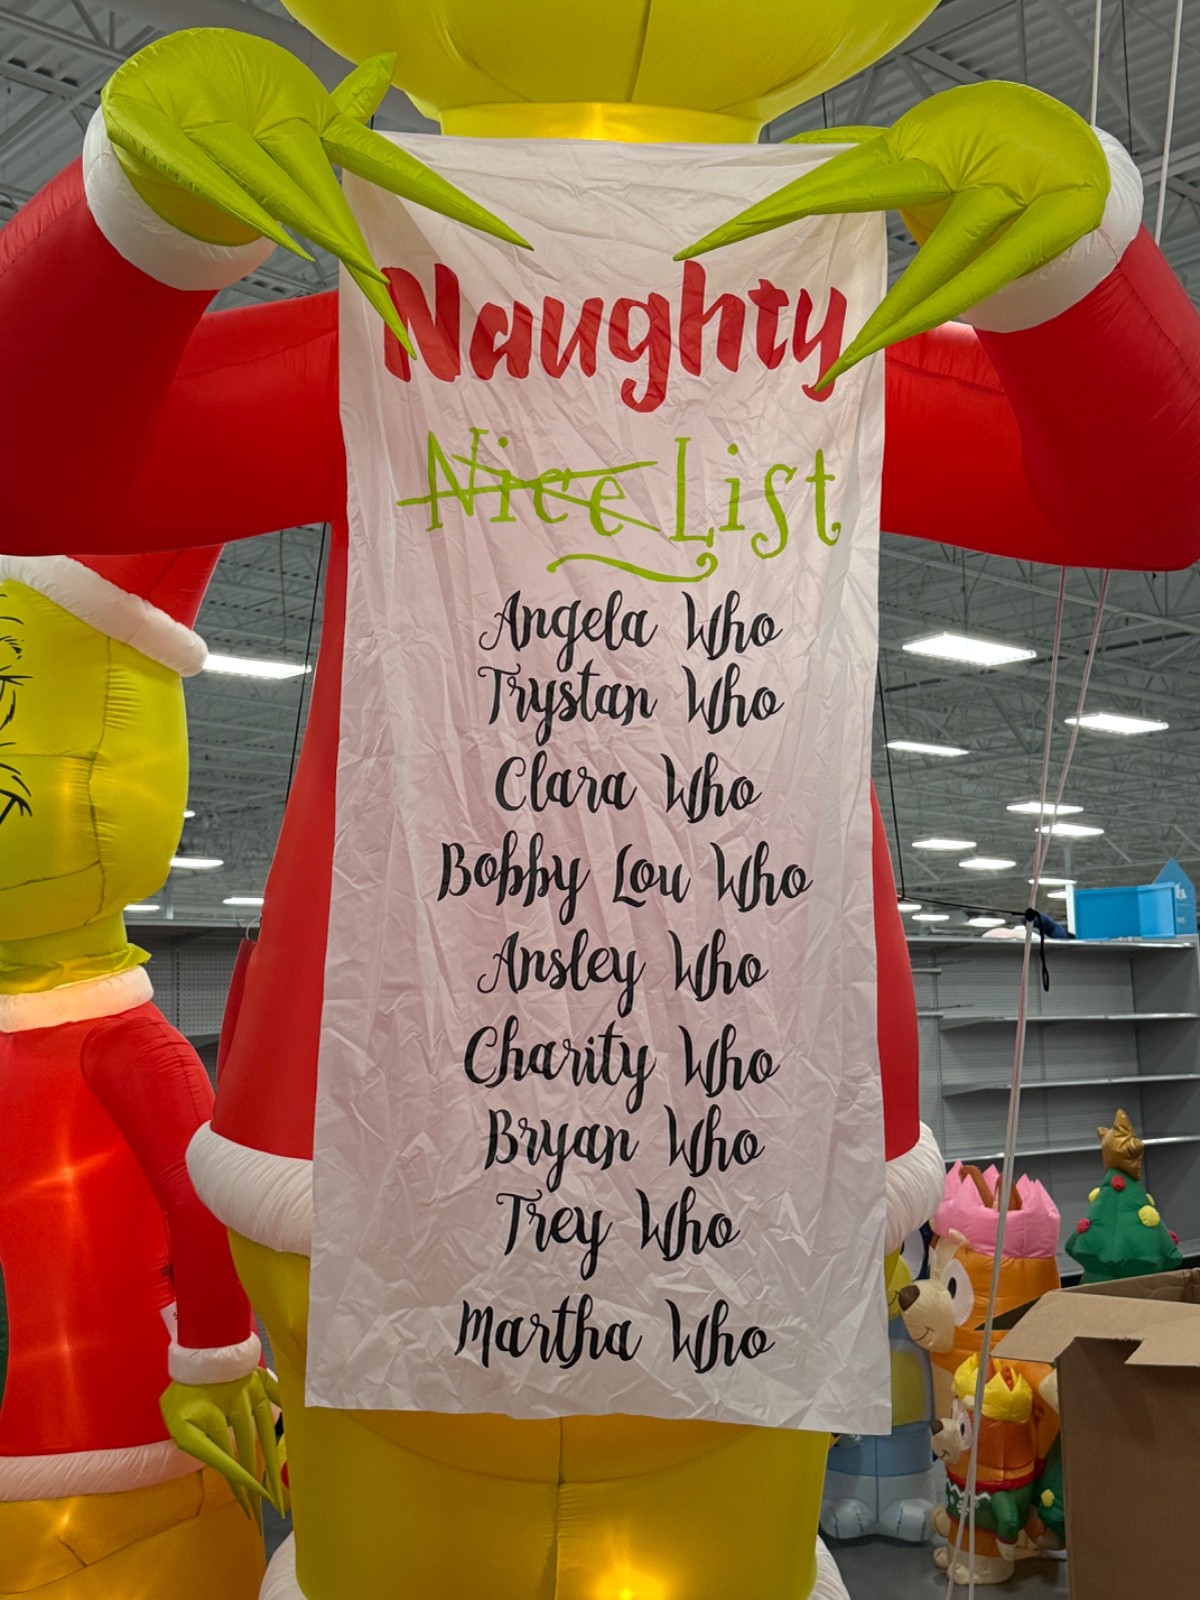 Naughty
Nice List
Angela Who
Trystan Who
Clara Who
Bobby Lou Who
Ansley Who
Charity Who
Bryan Who
Trey Who
Martha Who